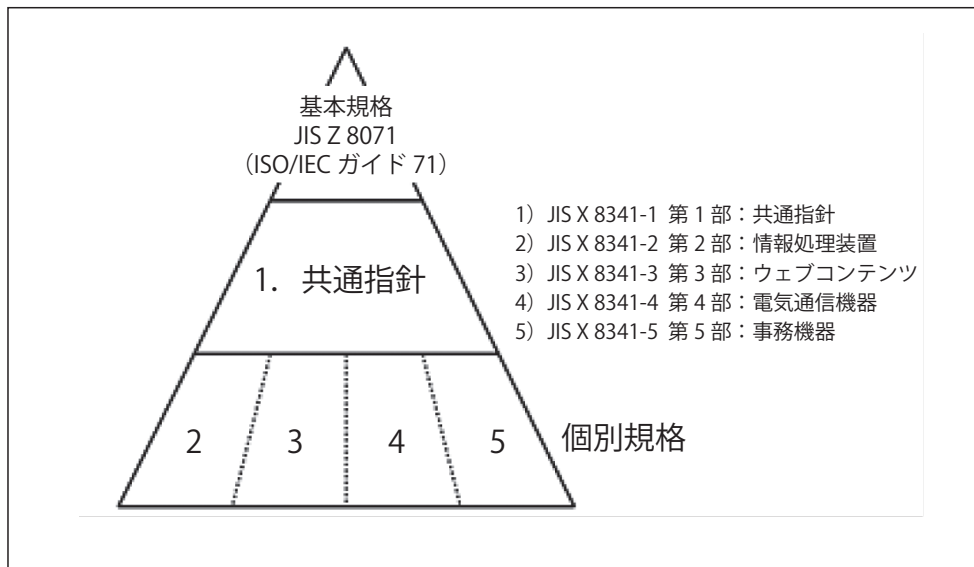 基本規格
JIS Z 8071
（ISO/IEC ガイド 71）
1．共通指針
2
3
4
5
個別規格
1）JIS X 8341-1 第 1 部：共通指針
2）JIS X 8341-2 第 2 部：情報処理装置
3）JIS X 8341-3 第 3 部：ウェブコンテンツ
4）JIS X 8341-4 第 4 部：電気通信機器
5）JIS X 8341-5 第 5 部：事務機器